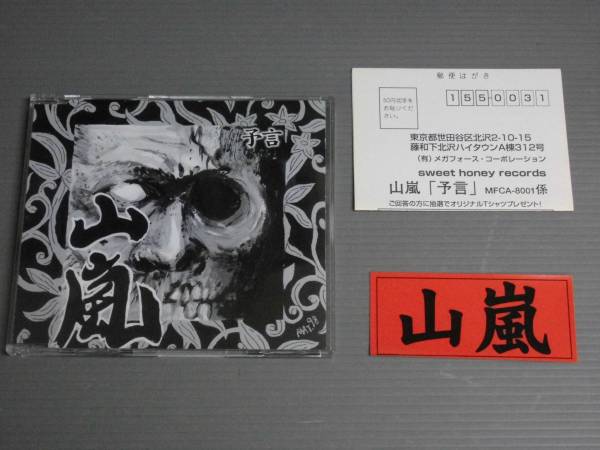 予言
山嵐
郵便はがき
50円切手を
お貼りくだ
さい。
155-0031
東京都世田谷区北沢2-10-15
藤和下北沢ハイタウンA棟312号
(有)メガフォース・コーポレーション
sweet honey records
山嵐「予言」MFCA-8001係
ご回答の方に抽選でオリジナルTシャツプレゼント!
山嵐